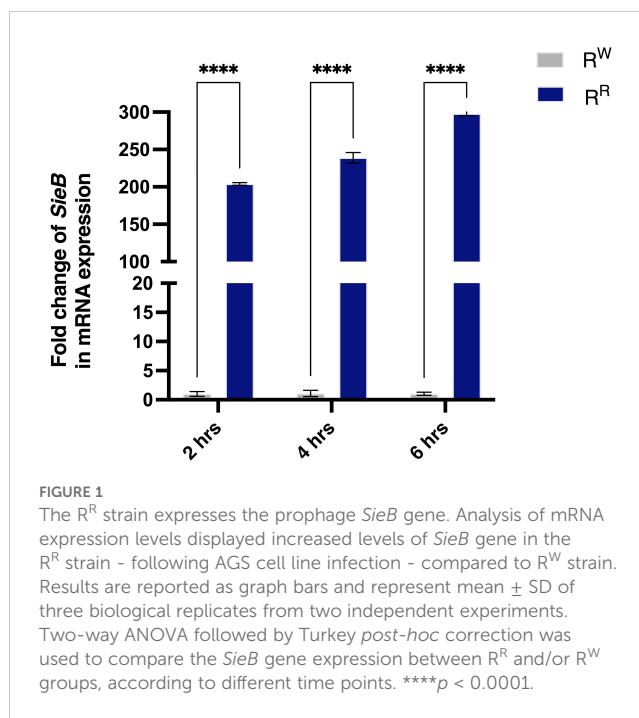 **** **** ****
R^W
R^R
Fold change of SieB
in mRNA expression
300
250
200
150
100
20
15
10
5
0
2 hrs 4 hrs 6 hrs
FIGURE 1
The R^R strain expresses the prophage SieB gene. Analysis of mRNA
expression levels displayed increased levels of SieB gene in the
R^R strain - following AGS cell line infection - compared to R^W strain.
Results are reported as graph bars and represent mean ± SD of
three biological replicates from two independent experiments.
Two-way ANOVA followed by Turkey post-hoc correction was
used to compare the SieB gene expression between R^R and/or R^W
groups, according to different time points. ****p < 0.0001.